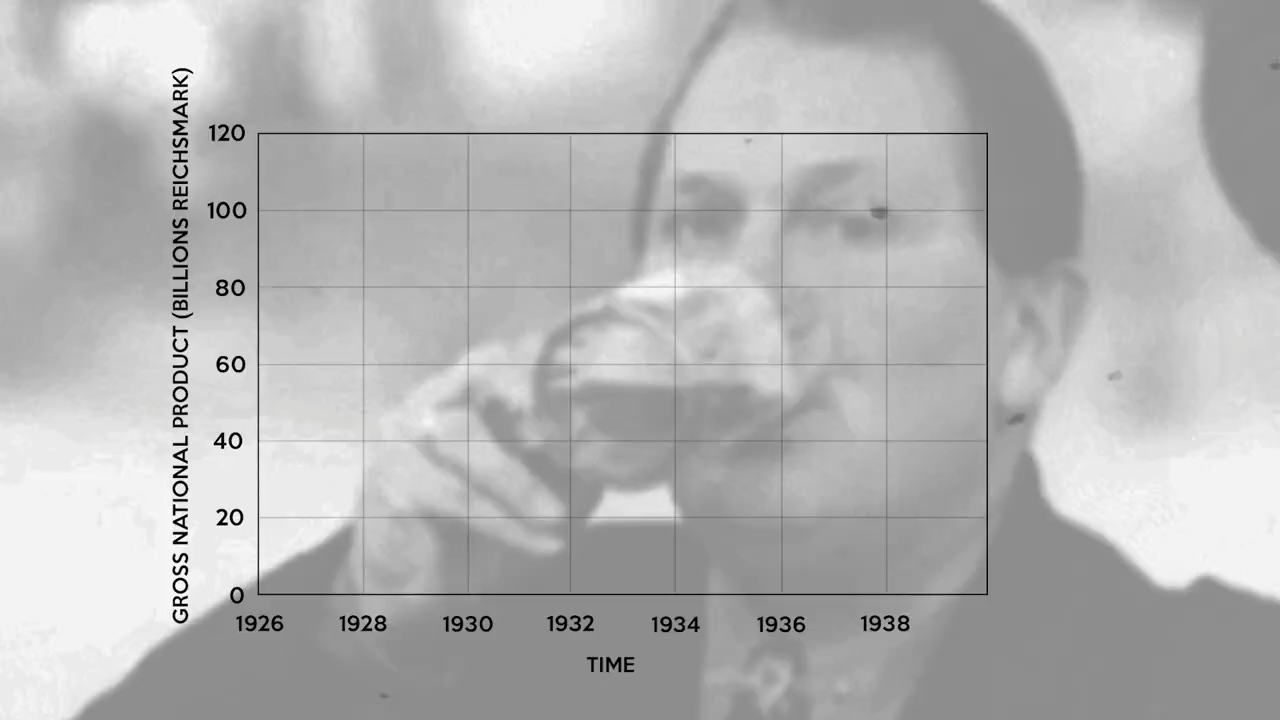 GROSS NATIONAL PRODUCT (BILLIONS REICHSMARK)
120
100
80
60
40
20
0
1926 1928 1930 1932 1934 1936 1938
TIME